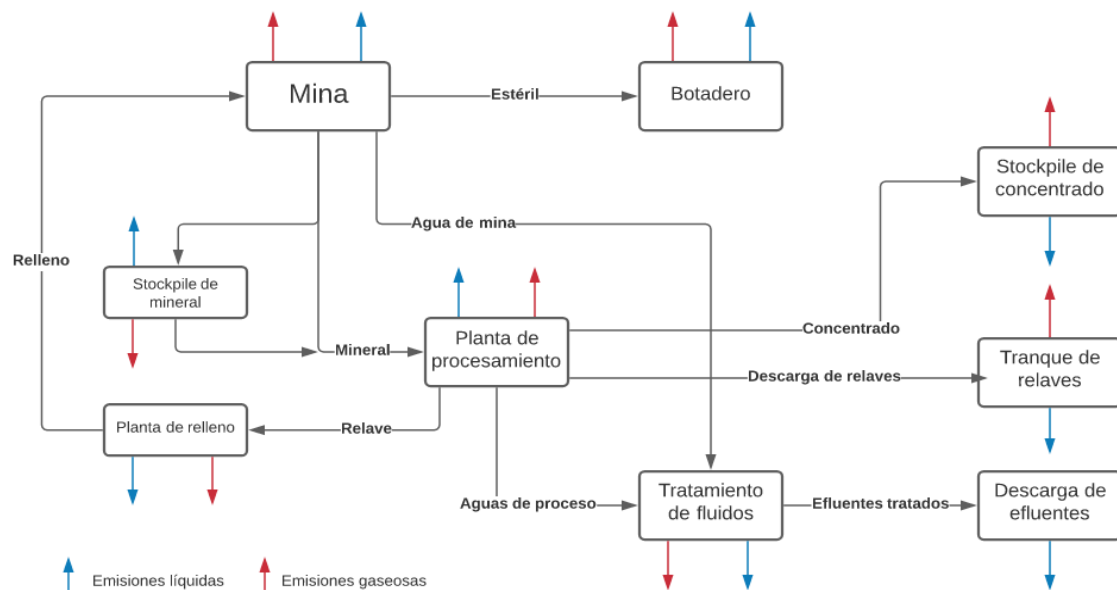 Mina
Estéril
Botadero
Stockpile de
concentrado
Agua de mina
Relleno
Stockpile de
mineral
Mineral
Planta de
procesamiento
Concentrado
Descarga de relaves
Tranque de
relaves
Planta de relleno
Relave
Aguas de proceso
Tratamiento
de fluidos
Efluentes tratados
Descarga de
efluentes
Emisiones líquidas
Emisiones gaseosas